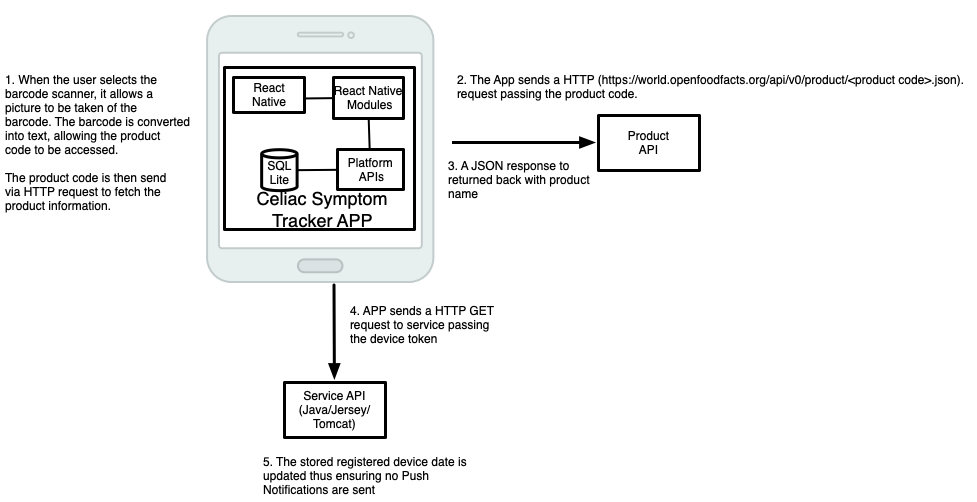 1. When the user selects the
barcode scanner, it allows a
picture to be taken of the
barcode. The barcode is converted
into text, allowing the product
code to be accessed.
The product code is then send
via HTTP request to fetch the
product information.
React
Native
React Native
Modules
SQL
Lite
Platform
APIs
Celiac Symptom
Tracker APP
2. The App sends a HTTP (https://world.openfoodfacts.org/api/v0/product/<product code>.json).
request passing the product code.
Product
API
3. A JSON response to
returned back with product
name
4. APP sends a HTTP GET
request to service passing
the device token
Service API
(Java/Jersey/
Tomcat)
5. The stored registered device date is
updated thus ensuring no Push
Notifications are sent